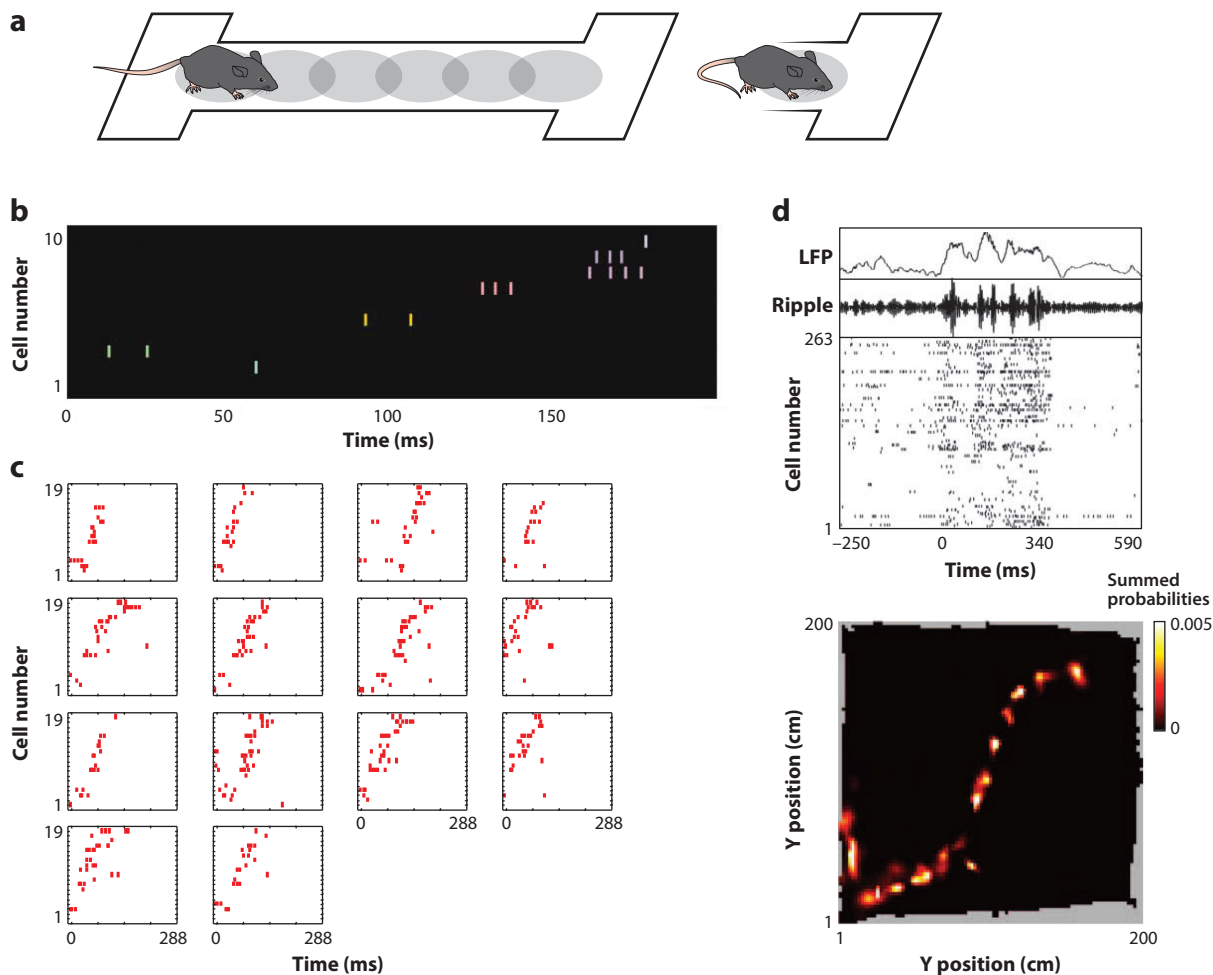 a
b
10
Cell number
1
0
50
100
150
Time (ms)
c
19
1
19
1
19
1
0
288
0
288
19
1
0
288
0
288
Cell number
Time (ms)
d
LFP
Ripple
263
Cell number
1
−250
0
340
590
Time (ms)
Summed
probabilities
0.005
0
200
Y position (cm)
1
1
200
Y position (cm)